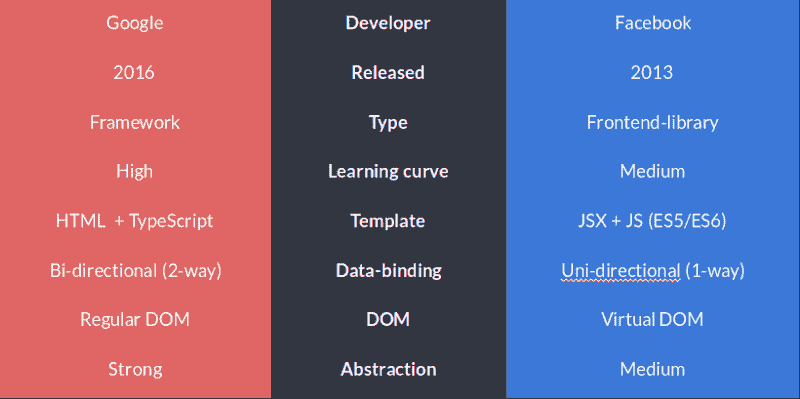 Google Developer Facebook
2016 Released 2013
Framework Type Frontend-library
High Learning curve Medium
HTML + TypeScript Template JSX + JS (ES5/ES6)
Bi-directional (2-way) Data-binding Uni-directional (1-way)
Regular DOM DOM Virtual DOM
Strong Abstraction Medium